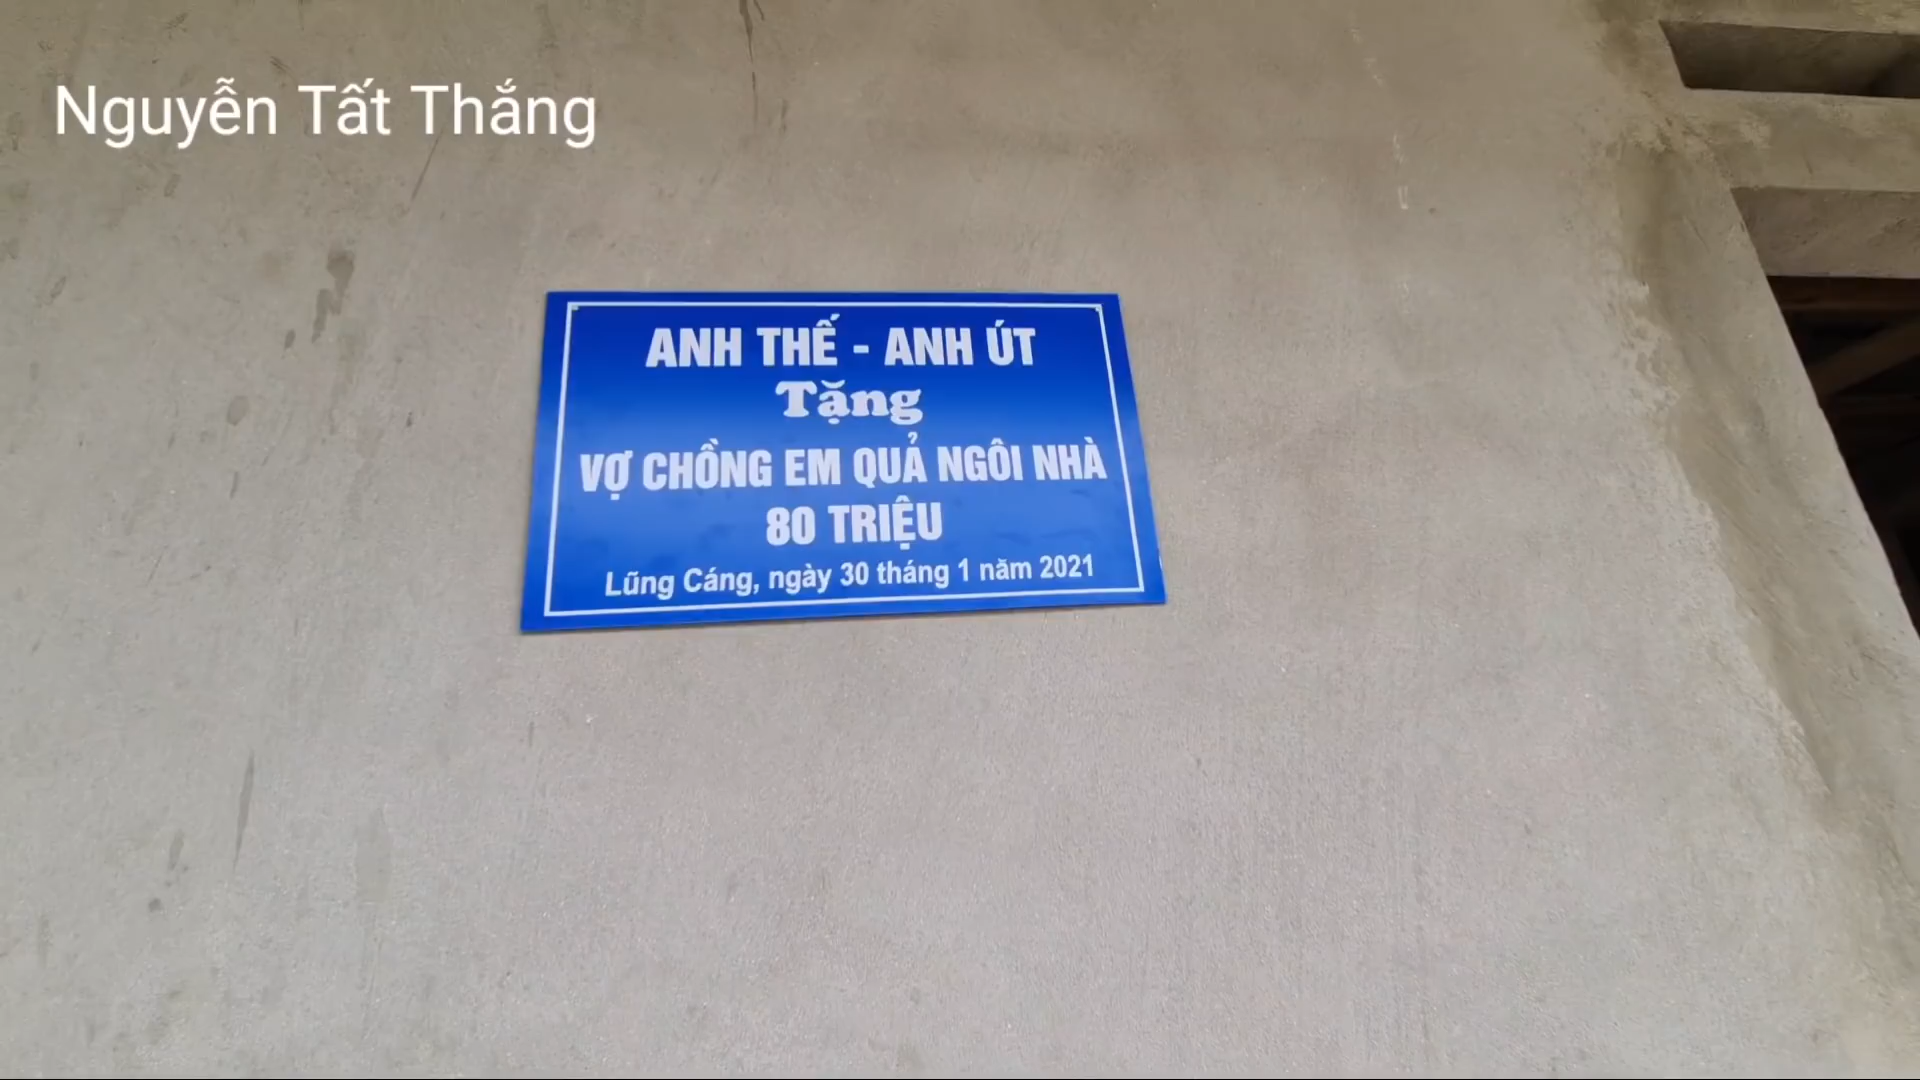 Nguyễn Tất Thắng
ANH THẾ - ANH ÚT
Tặng
VỢ CHỒNG EM QUẢ NGÔI NHÀ
80 TRIỆU
Lũng Cáng, ngày 30 tháng 1 năm 2021